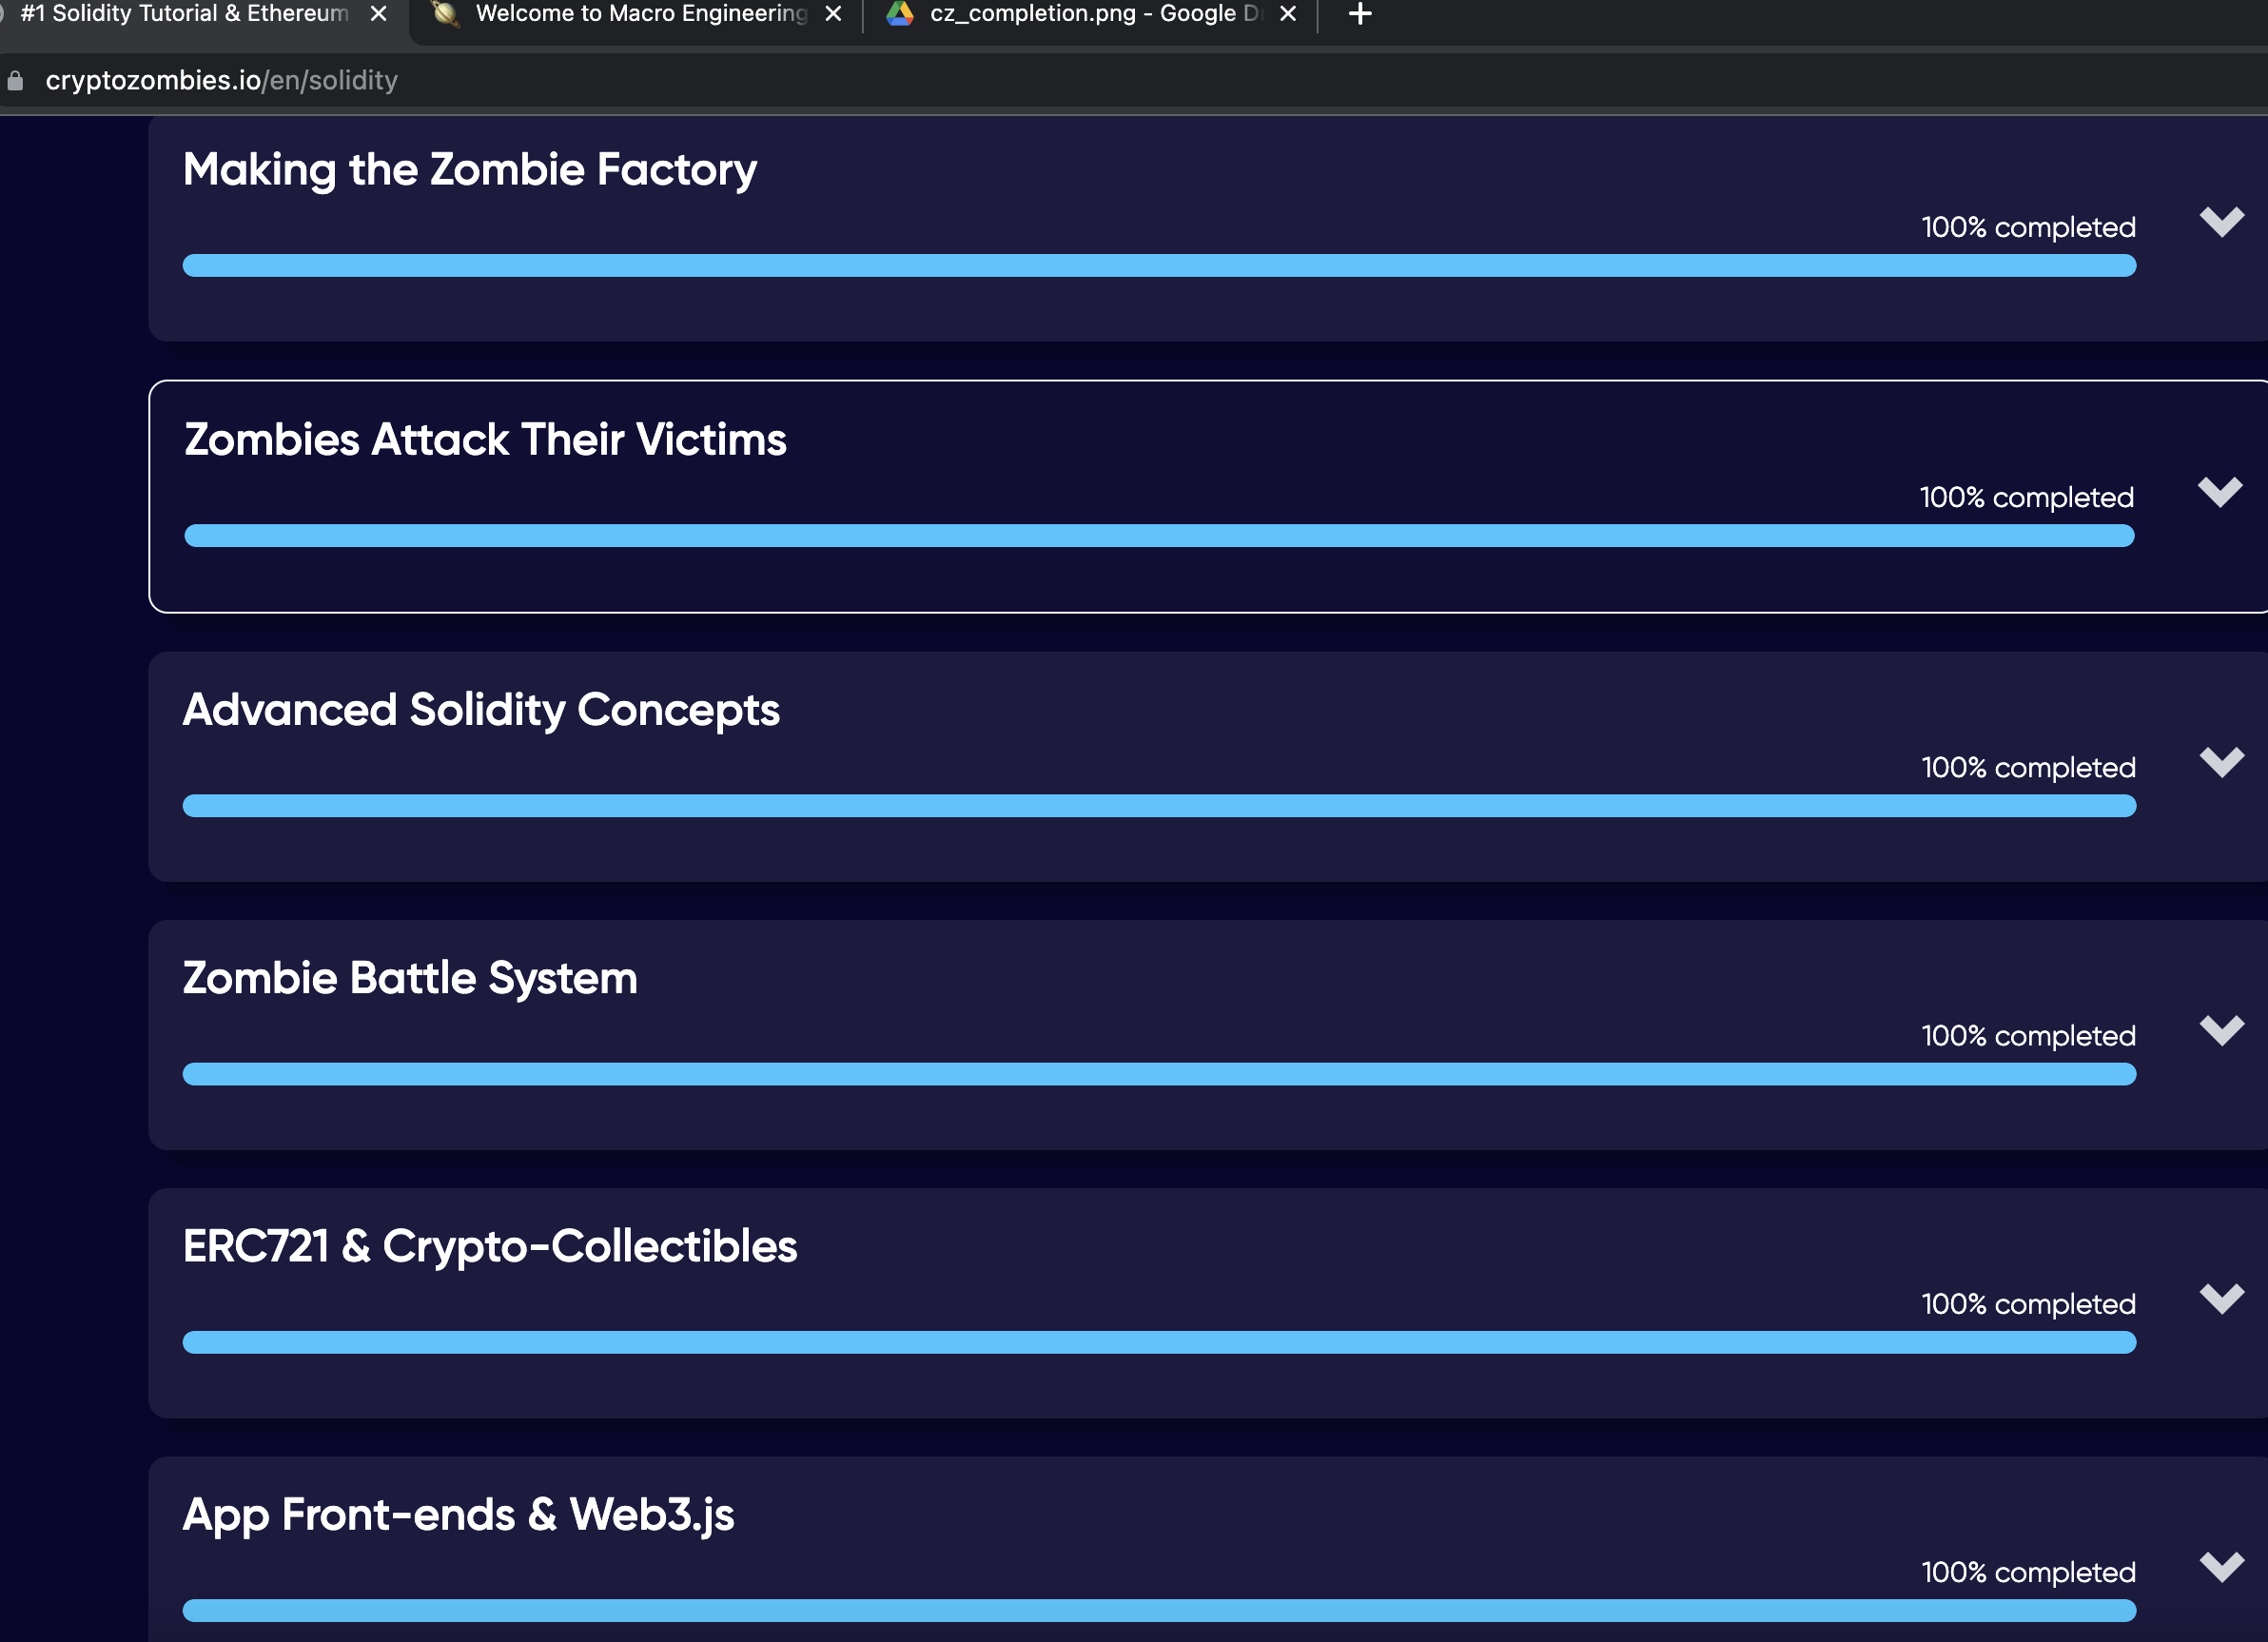 #1 Solidity Tutorial & Ethereum
Welcome to Macro Engineering
cz_completion.png - Google
cryptozombies.io/en/solidity
Making the Zombie Factory
100% completed
Zombies Attack Their Victims
100% completed
Advanced Solidity Concepts
100% completed
Zombie Battle System
100% completed
ERC721 & Crypto-Collectibles
100% completed
App Front-ends & Web3.js
100% completed